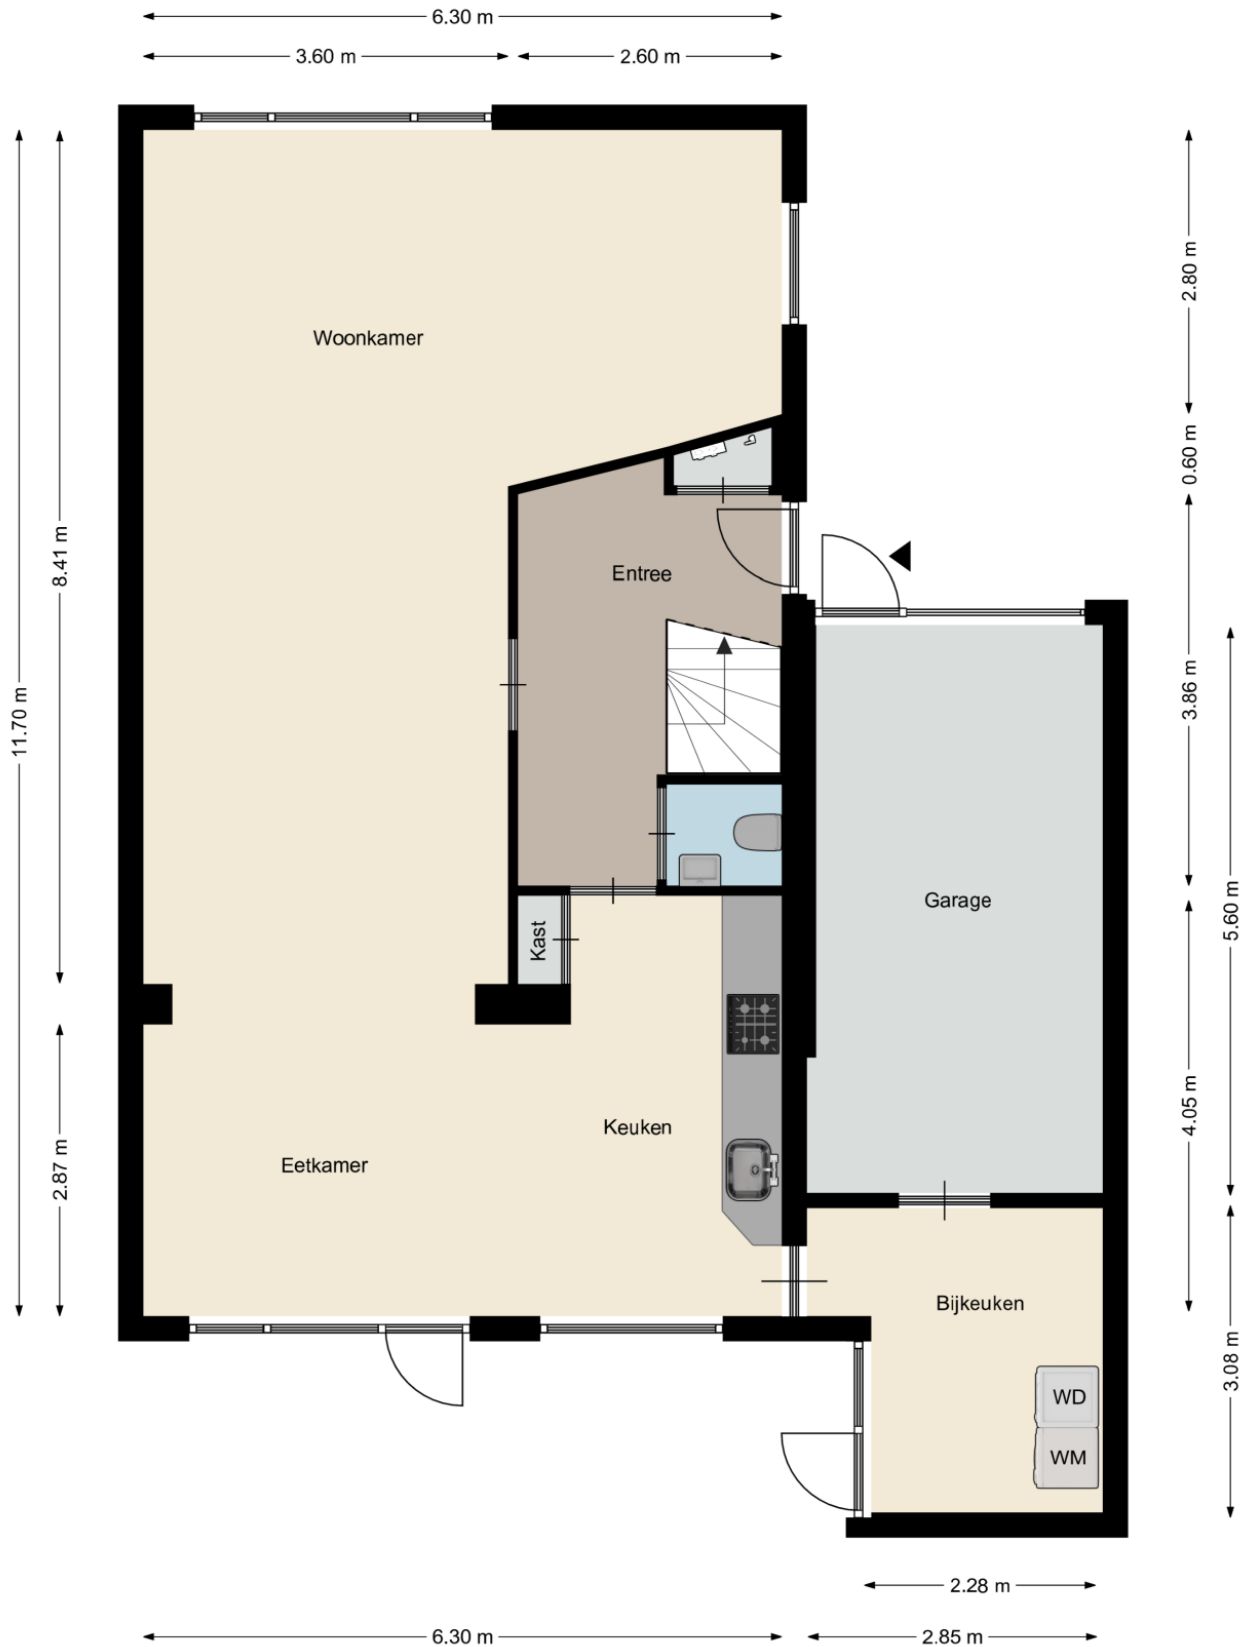 6.30 m
3.60 m
2.60 m
Woonkamer
2.80 m
0.60 m
8.41 m
Entree
11.70 m
3.86 m
Garage
5.60 m
Kast
Keuken
4.05 m
Eetkamer
2.87 m
Bijkeuken
3.08 m
WD
WM
2.28 m
6.30 m
2.85 m